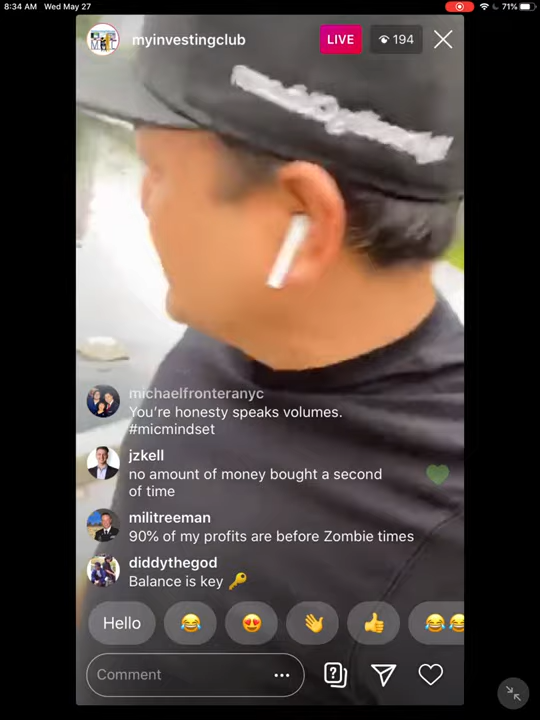 8:34 AM Wed May 27
71%
myinvestingclub
LIVE
194
michaelfronteranyc
You're honesty speaks volumes.
#micmindset
jzkell
no amount of money bought a second
of time
militreeman
90% of my profits are before Zombie times
diddythegod
Balance is key
Hello
Comment